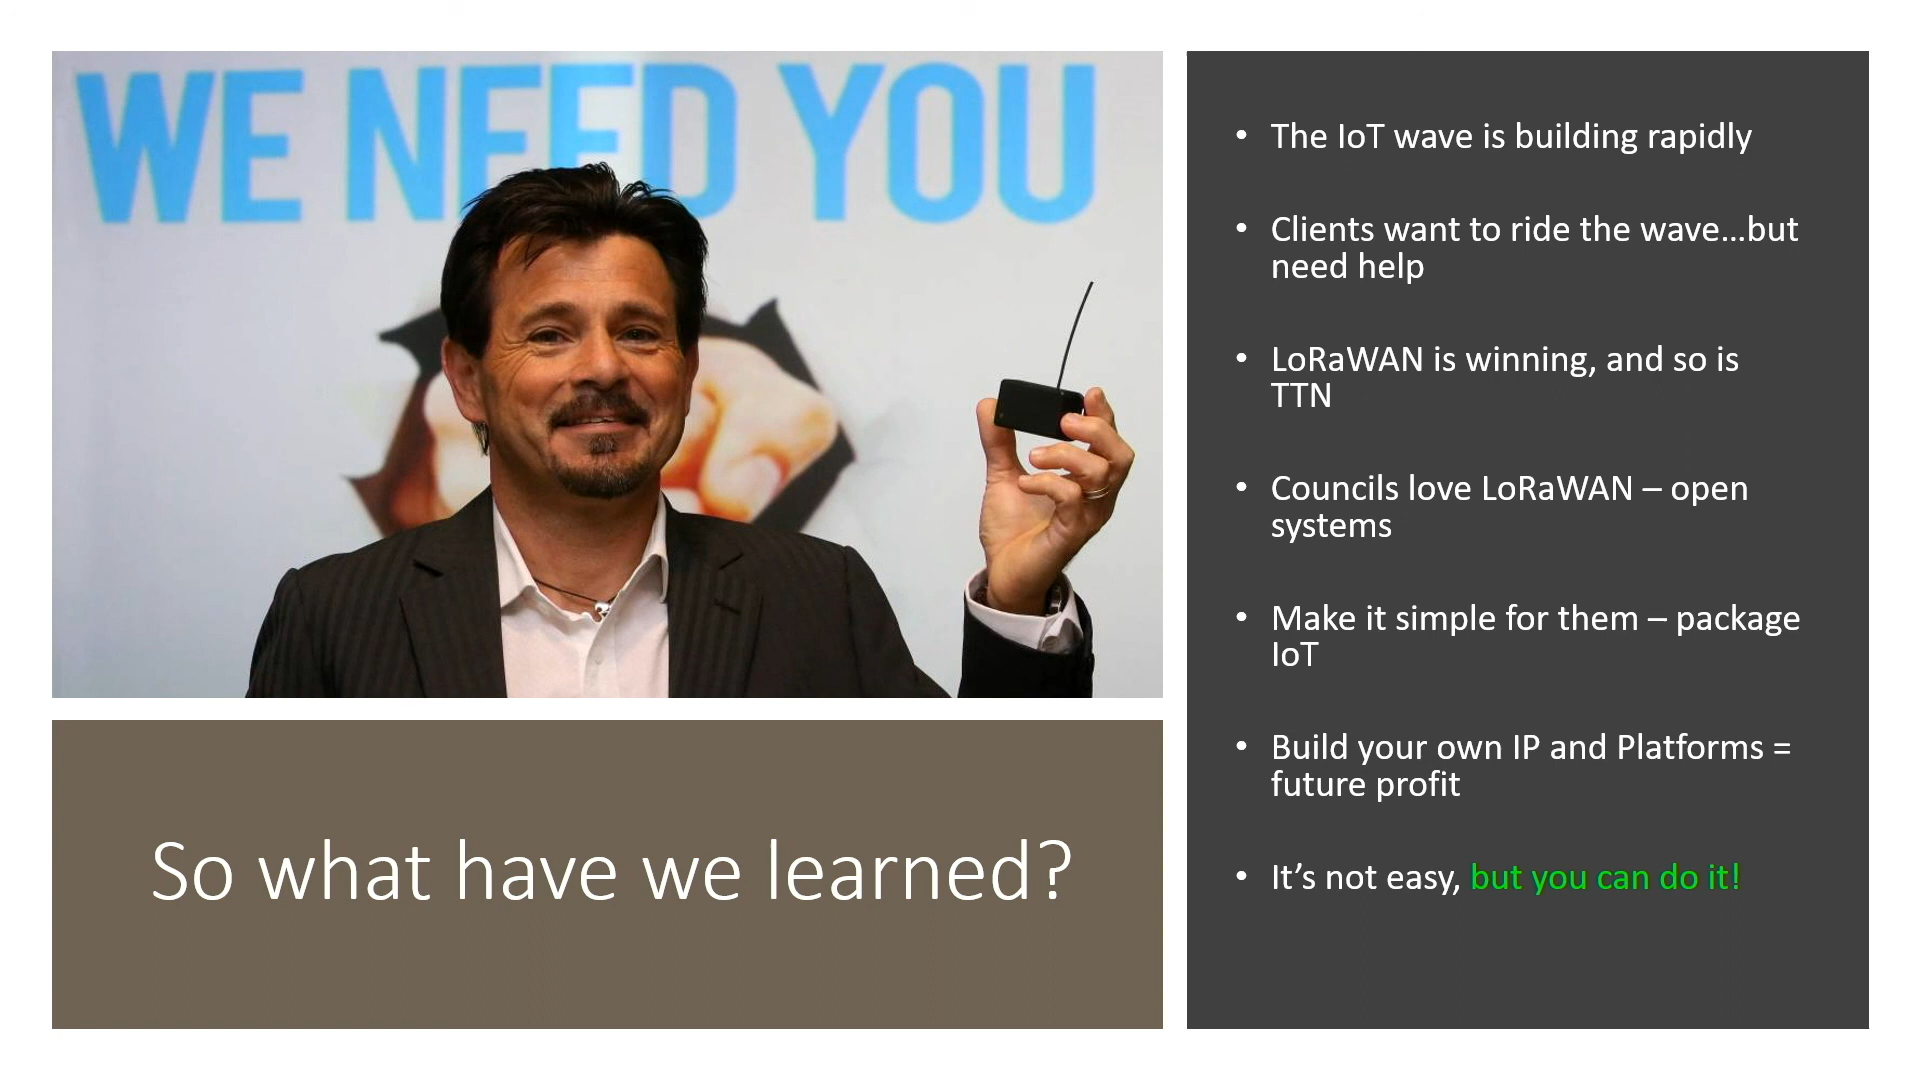 WE NEED YOU
So what have we learned?
• The IoT wave is building rapidly
• Clients want to ride the wave...but
need help
• LoRaWAN is winning, and so is
TTN
• Councils love LoRaWAN – open
systems
• Make it simple for them – package
IoT
• Build your own IP and Platforms =
future profit
• It’s not easy, but you can do it!